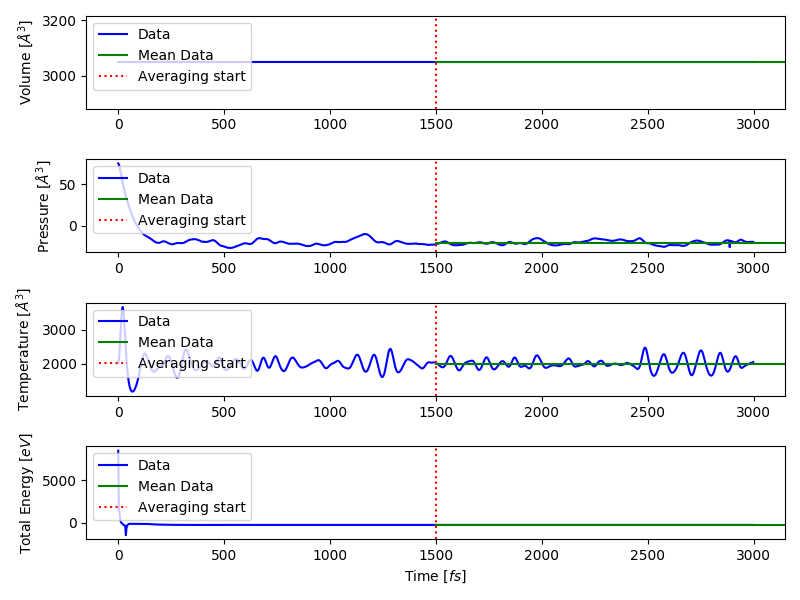 Volume [Å³]
3200
3000
Data
Mean Data
Averaging start
0 500 1000 1500 2000 2500 3000
Pressure [Å³]
50
0
Data
Mean Data
Averaging start
0 500 1000 1500 2000 2500 3000
Temperature [Å³]
3000
2000
Data
Mean Data
Averaging start
0 500 1000 1500 2000 2500 3000
Total Energy [eV]
5000
0
Data
Mean Data
Averaging start
0 500 1000 1500 2000 2500 3000
Time [fs]